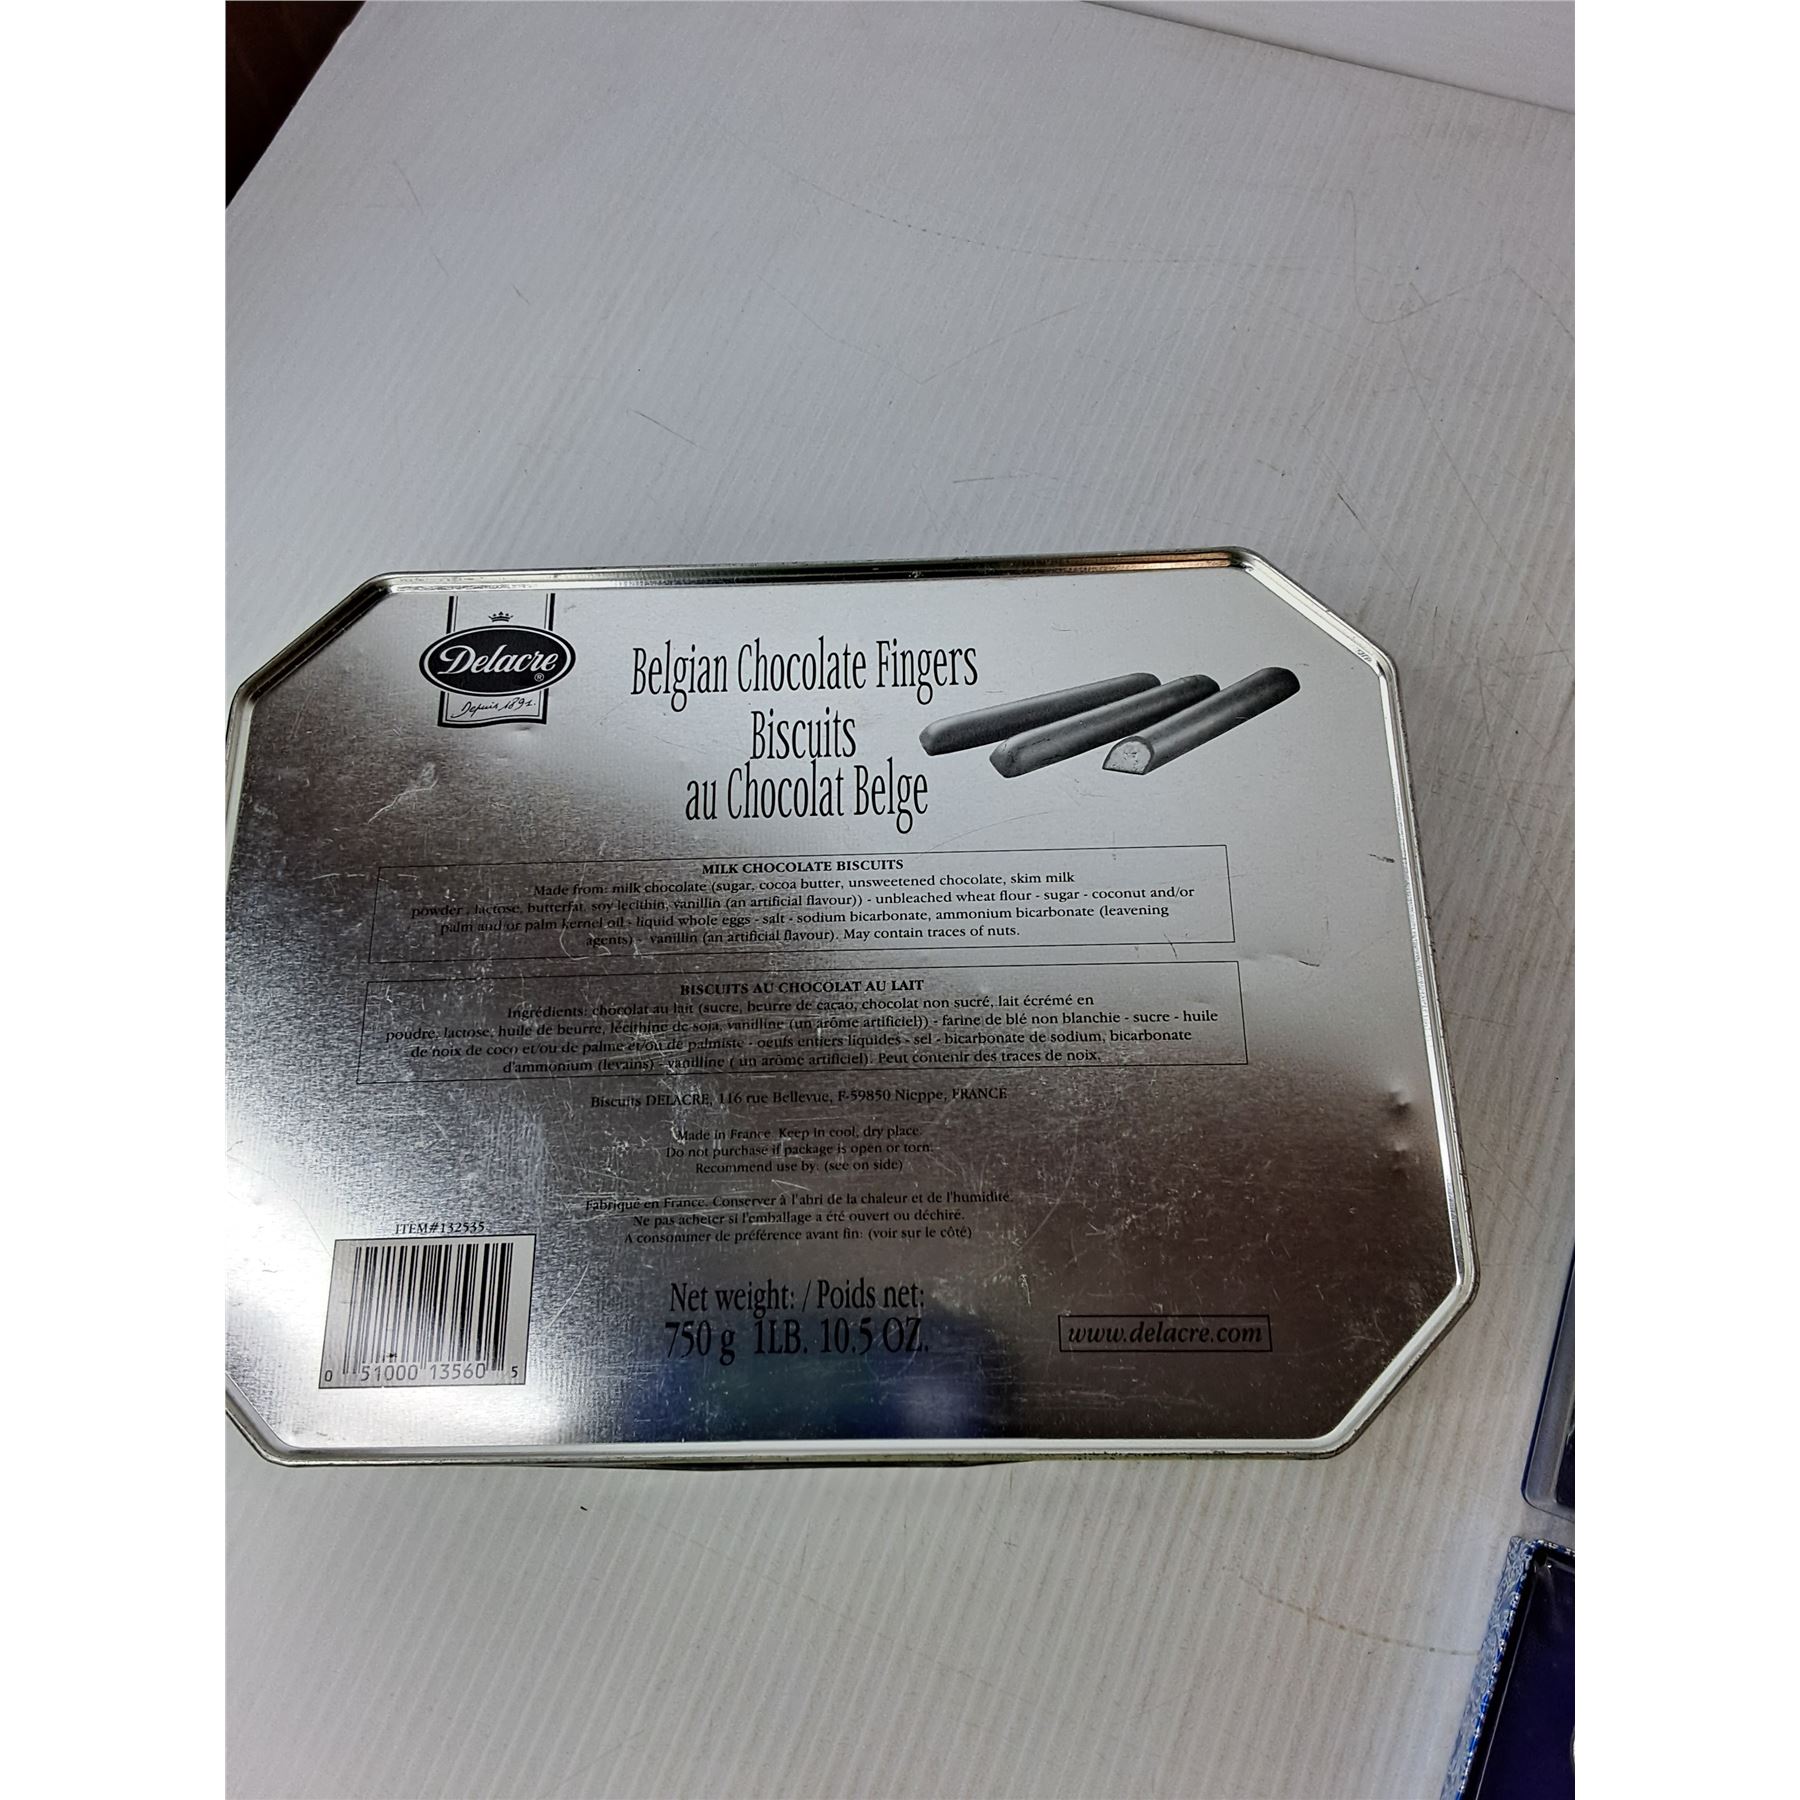 Delacre®
Depuis 1891.
Belgian Chocolate Fingers
Biscuits
au Chocolat Belge
MILK CHOCOLATE BISCUITS
Made from: milk chocolate (sugar, cocoa butter, unsweetened chocolate, skim milk
powder, lactose, butterfat, soy lecithin, vanillin (an artificial flavour)) - unbleached wheat flour - sugar - coconut and/or
palm and/or palm kernel oil - liquid whole eggs - salt - sodium bicarbonate, ammonium bicarbonate (leavening
agents) - vanillin (an artificial flavour). May contain traces of nuts.
BISCUITS AU CHOCOLAT AU LAIT
Ingrédients: chocolat au lait (sucre, beurre de cacao, chocolat non sucré, lait écrémé en
poudre, lactose, huile de beurre, lécithine de soja, vanilline (un arôme artificiel)) - farine de blé non blanchie - sucre - huile
de noix de coco et/ou de palme et/ou de palmiste - oeufs entiers liquides - sel - bicarbonate de sodium, bicarbonate
d'ammonium (levains) - vanilline ( un arôme artificiel). Peut contenir des traces de noix.
Biscuits DELACRE, 116 rue Bellevue, F-59850 Nieppe, FRANCE
Made in France. Keep in cool, dry place.
Do not purchase if package is open or torn.
Recommend use by: (see on side)
Fabriqué en France. Conserver à l'abri de la chaleur et de l'humidité.
Ne pas acheter si l'emballage a été ouvert ou déchiré.
A consommer de préférence avant fin: (voir sur le côté)
ITEM#132535
0 51000 13560 5
Net weight: / Poids net:
750 g 1LB. 10.5 OZ.
www.delacre.com